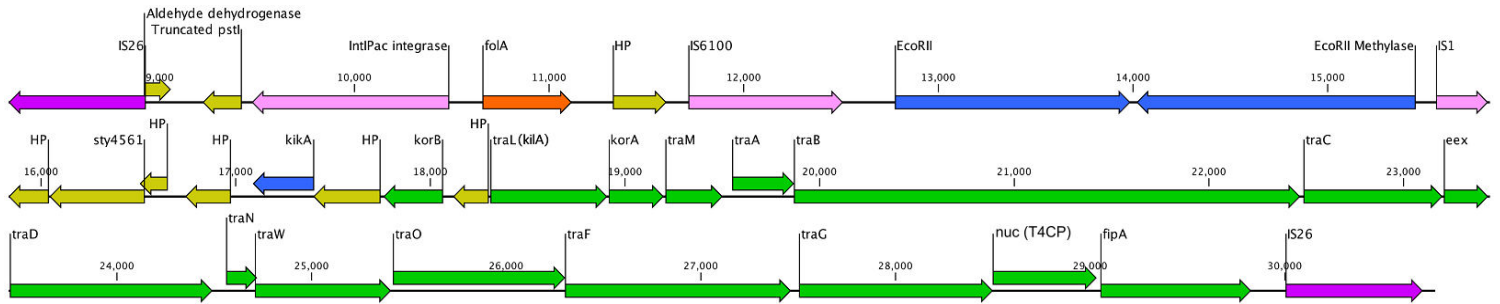 Aldehyde dehydrogenase
Truncated pstI
IS26 IntIPac integrase folA HP IS6100 EcoRII EcoRII Methylase IS1
9,000 10,000 11,000 12,000 13,000 14,000 15,000
HP HP
HP sty4561 HP kikA HP korB traL(kilA) korA traM traA traB traC eex
16,000 17,000 18,000 19,000 20,000 21,000 22,000 23,000
traN
traD traW traO traF traG nuc (T4CP) fipA IS26
24,000 25,000 26,000 27,000 28,000 29,000 30,000